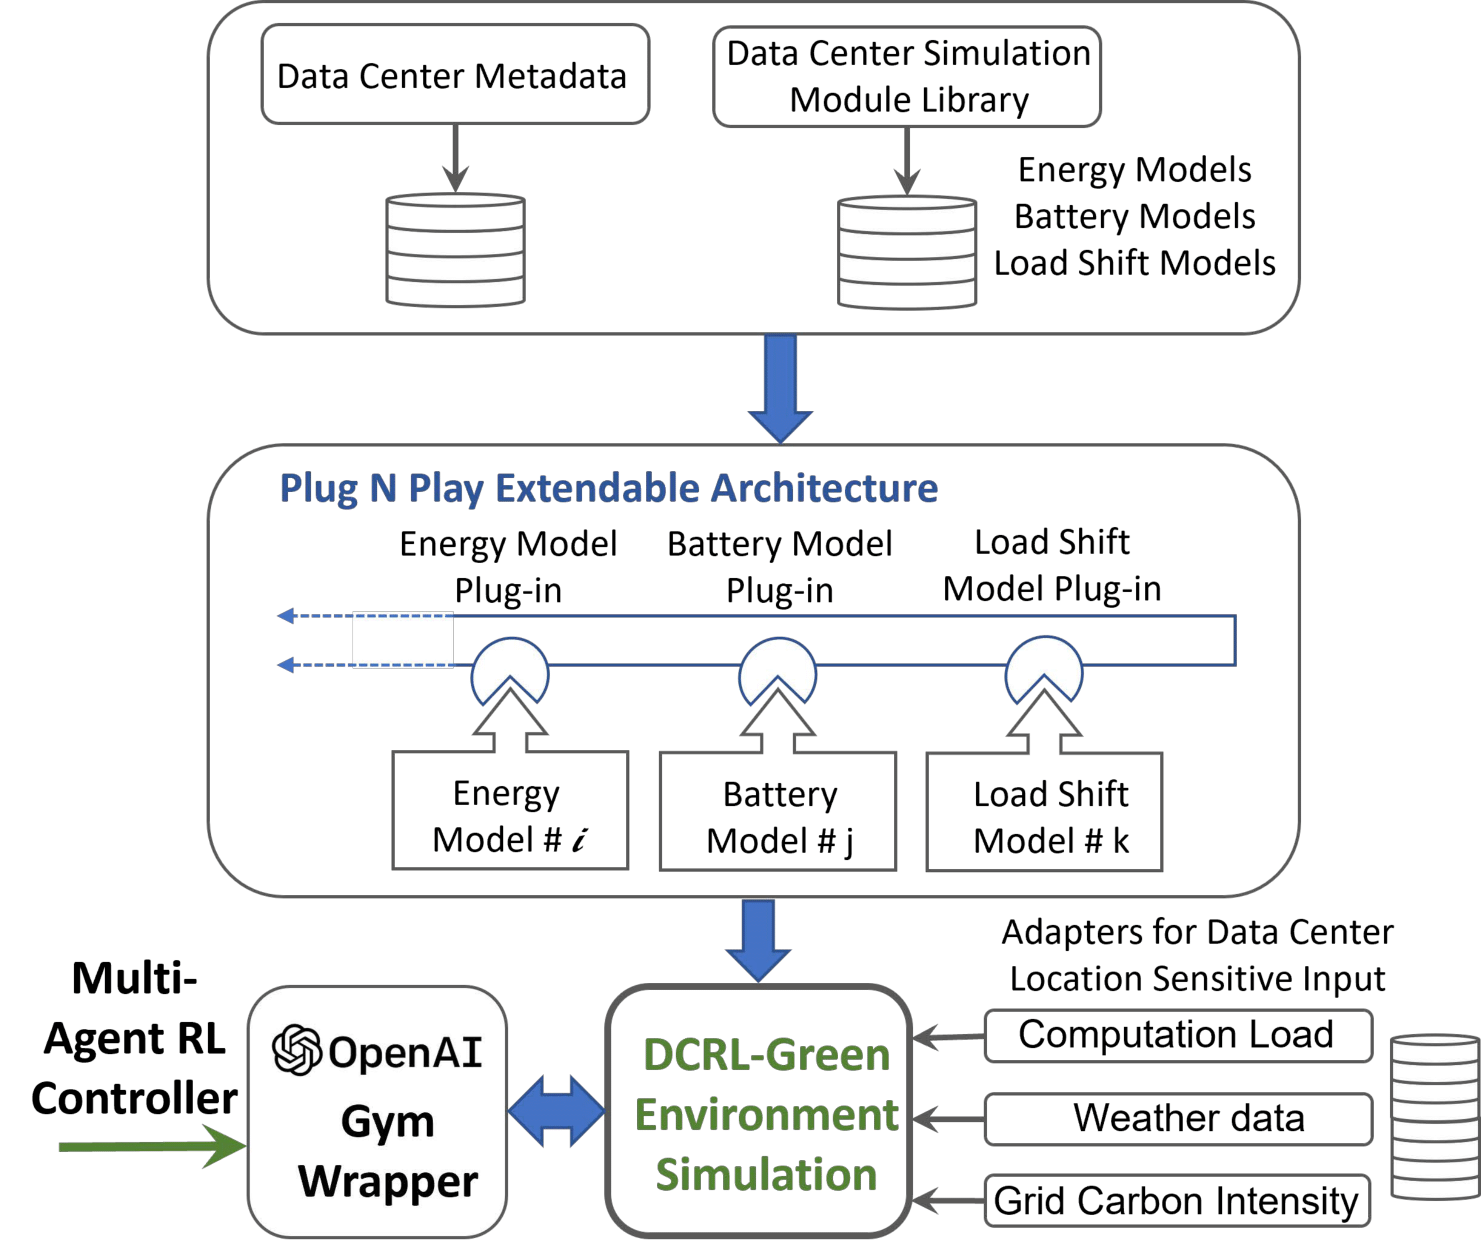 Data Center Metadata
Data Center Simulation
Module Library
Energy Models
Battery Models
Load Shift Models
Plug N Play Extendable Architecture
Energy Model
Plug-in
Battery Model
Plug-in
Load Shift
Model Plug-in
Energy
Model # i
Battery
Model # j
Load Shift
Model # k
Adapters for Data Center
Location Sensitive Input
Multi-
Agent RL
Controller
OpenAI
Gym
Wrapper
DCRL-Green
Environment
Simulation
Computation Load
Weather data
Grid Carbon Intensity